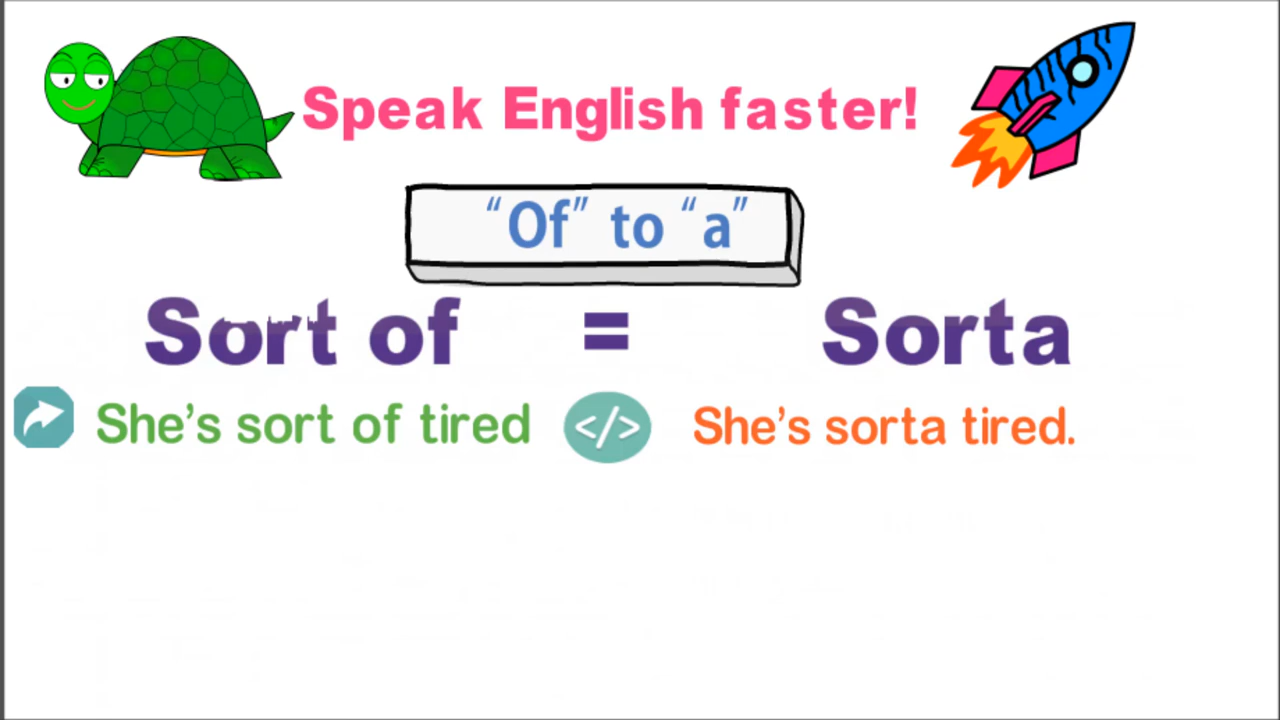 Speak English faster!
“Of” to “a”
Sort of = Sorta
She’s sort of tired </> She’s sorta tired.